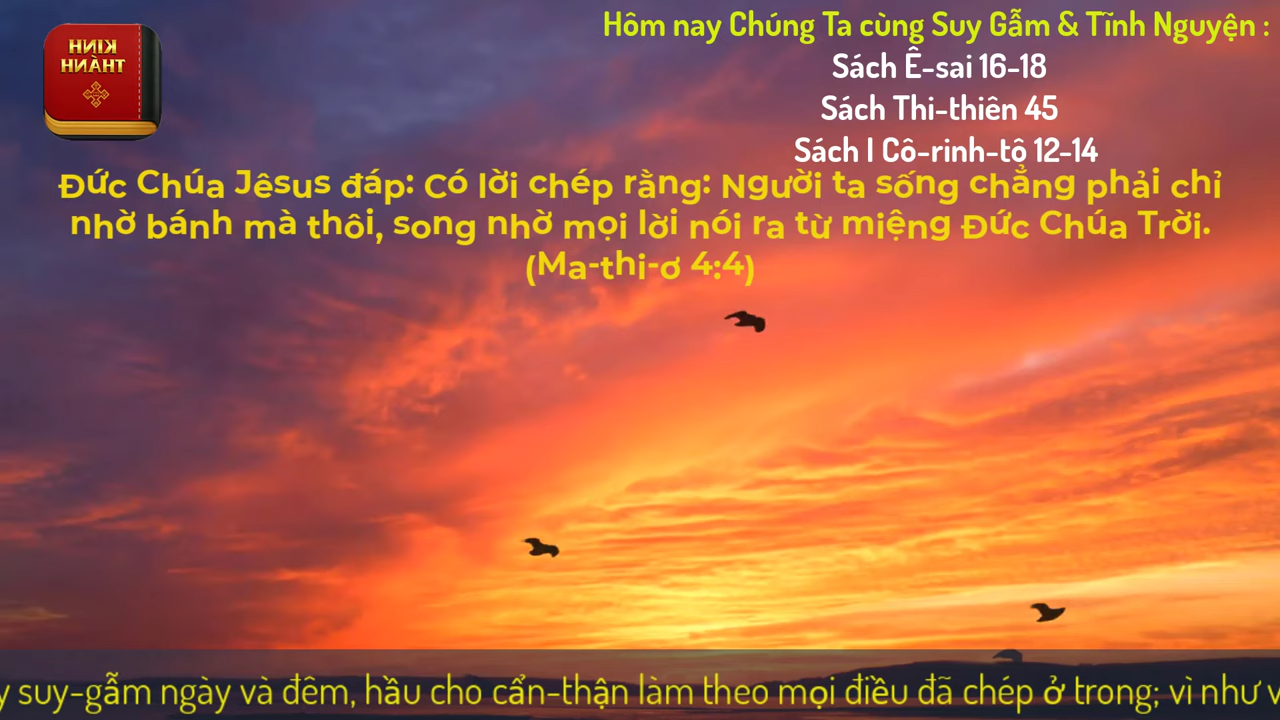 KINH
THÀNH
Hôm nay Chúng Ta cùng Suy Gẫm & Tĩnh Nguyện :
Sách Ê-sai 16-18
Sách Thi-thiên 45
Sách I Cô-rinh-tô 12-14
Đức Chúa Jêsus đáp: Có lời chép rằng: Người ta sống chẳng phải chỉ
nhờ bánh mà thôi, song nhờ mọi lời nói ra từ miệng Đức Chúa Trời.
(Ma-thi-ơ 4:4)
y suy-gẫm ngày và đêm, hầu cho cẩn-thận làm theo mọi điều đã chép ở trong; vì như v